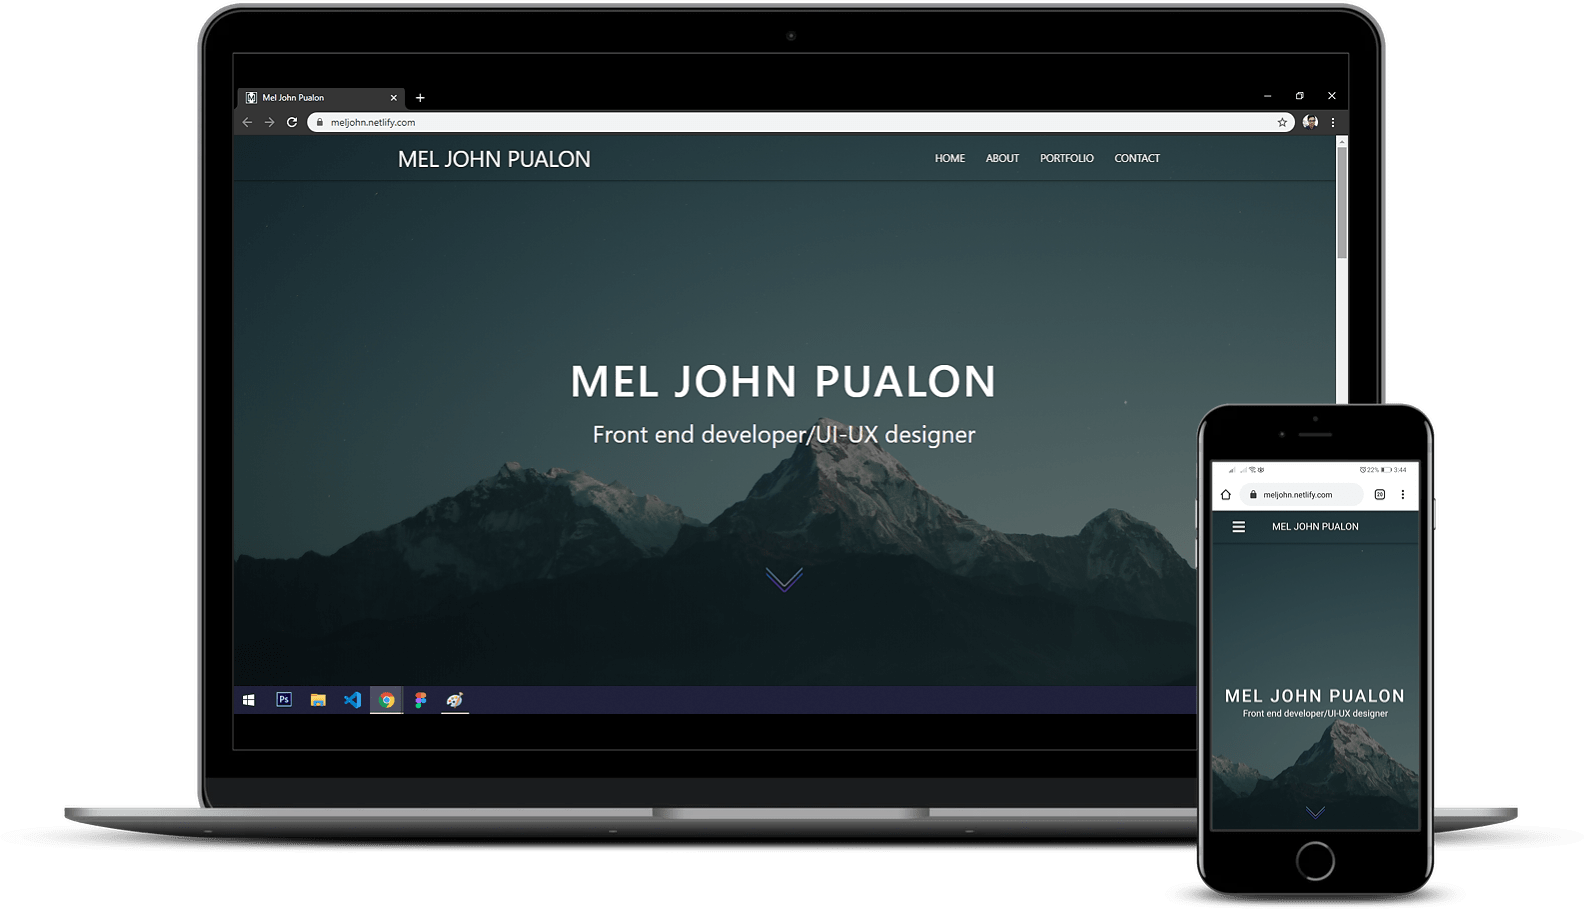 Mel John Pualon
meljohn.netlify.com
MEL JOHN PUALON
HOME ABOUT PORTFOLIO CONTACT
MEL JOHN PUALON
Front end developer/UI-UX designer
Ps
22% 3:44
meljohn.netlify.com
20
MEL JOHN PUALON
MEL JOHN PUALON
Front end developer/UI-UX designer